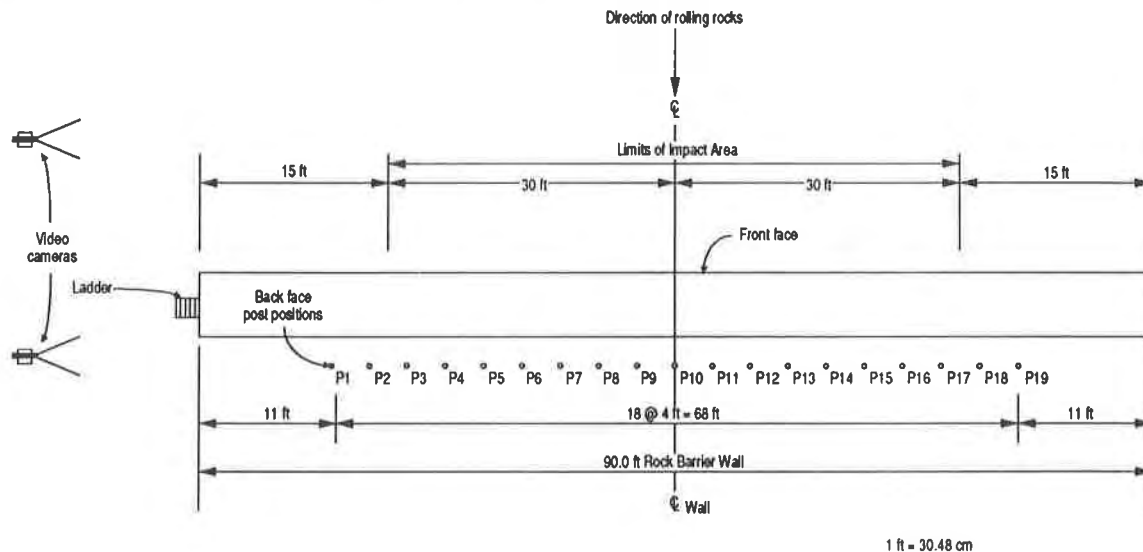 Direction of rolling rocks
℄
Limits of Impact Area
15 ft
30 ft
30 ft
15 ft
Video
cameras
Front face
Ladder
Back face
post positions
P1 P2 P3 P4 P5 P6 P7 P8 P9 P10 P11 P12 P13 P14 P15 P16 P17 P18 P19
11 ft
18 @ 4 ft = 68 ft
11 ft
90.0 ft Rock Barrier Wall
℄ Wall
1 ft = 30.48 cm